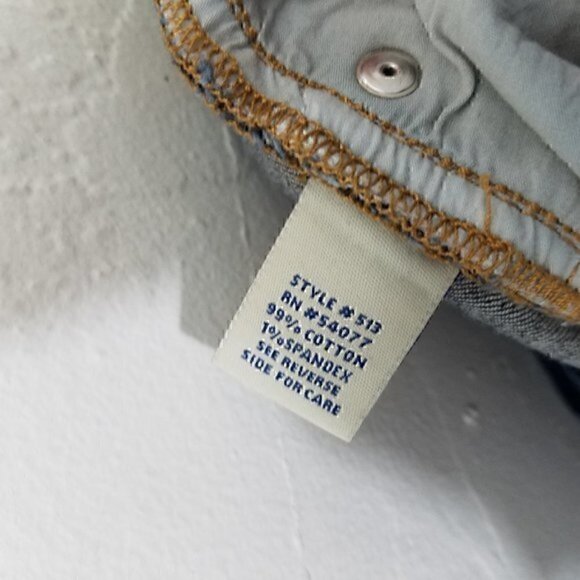 STYLE # 513
RN #54077
99% COTTON
1%SPANDEX
SEE REVERSE
SIDE FOR CARE